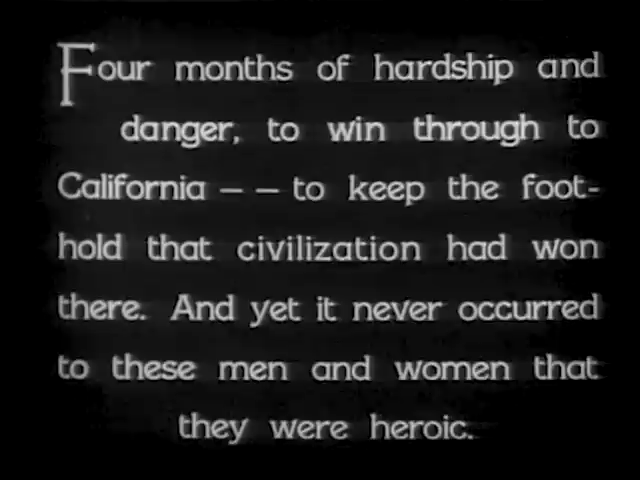 Four months of hardship and
danger, to win through to
California — — to keep the foot-
hold that civilization had won
there. And yet it never occurred
to these men and women that
they were heroic.